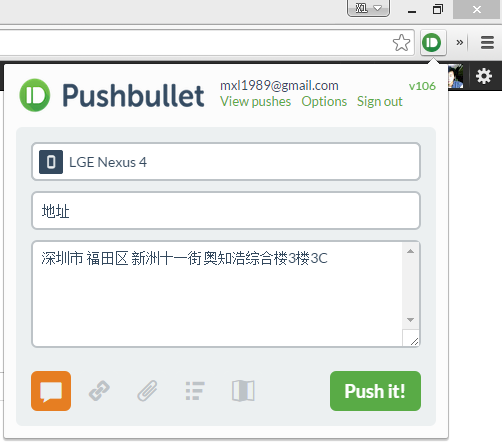 Pushbullet
mxl1989@gmail.com
v106
View pushes Options Sign out
LGE Nexus 4
地址
深圳市 福田区 新洲十一街 奥知浩综合楼3楼3C
Push it!